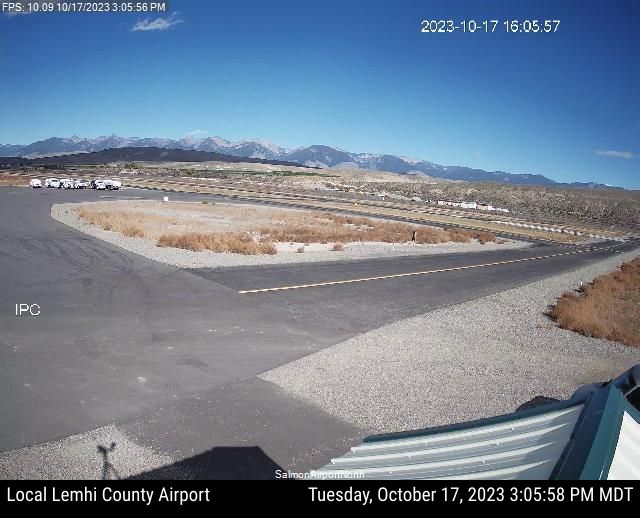 FPS: 10.09 10/17/2023 3:05:56 PM
2023-10-17 16:05:57
IPC
SalmonAirport
Local Lemhi County Airport
Tuesday, October 17, 2023 3:05:58 PM MDT